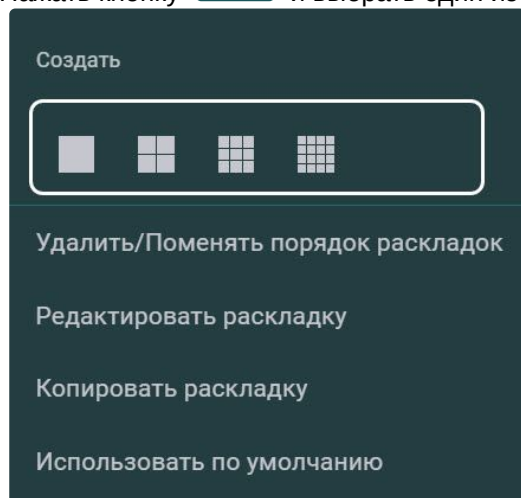 Создать
Удалить/Поменять порядок раскладок
Редактировать раскладку
Копировать раскладку
Использовать по умолчанию